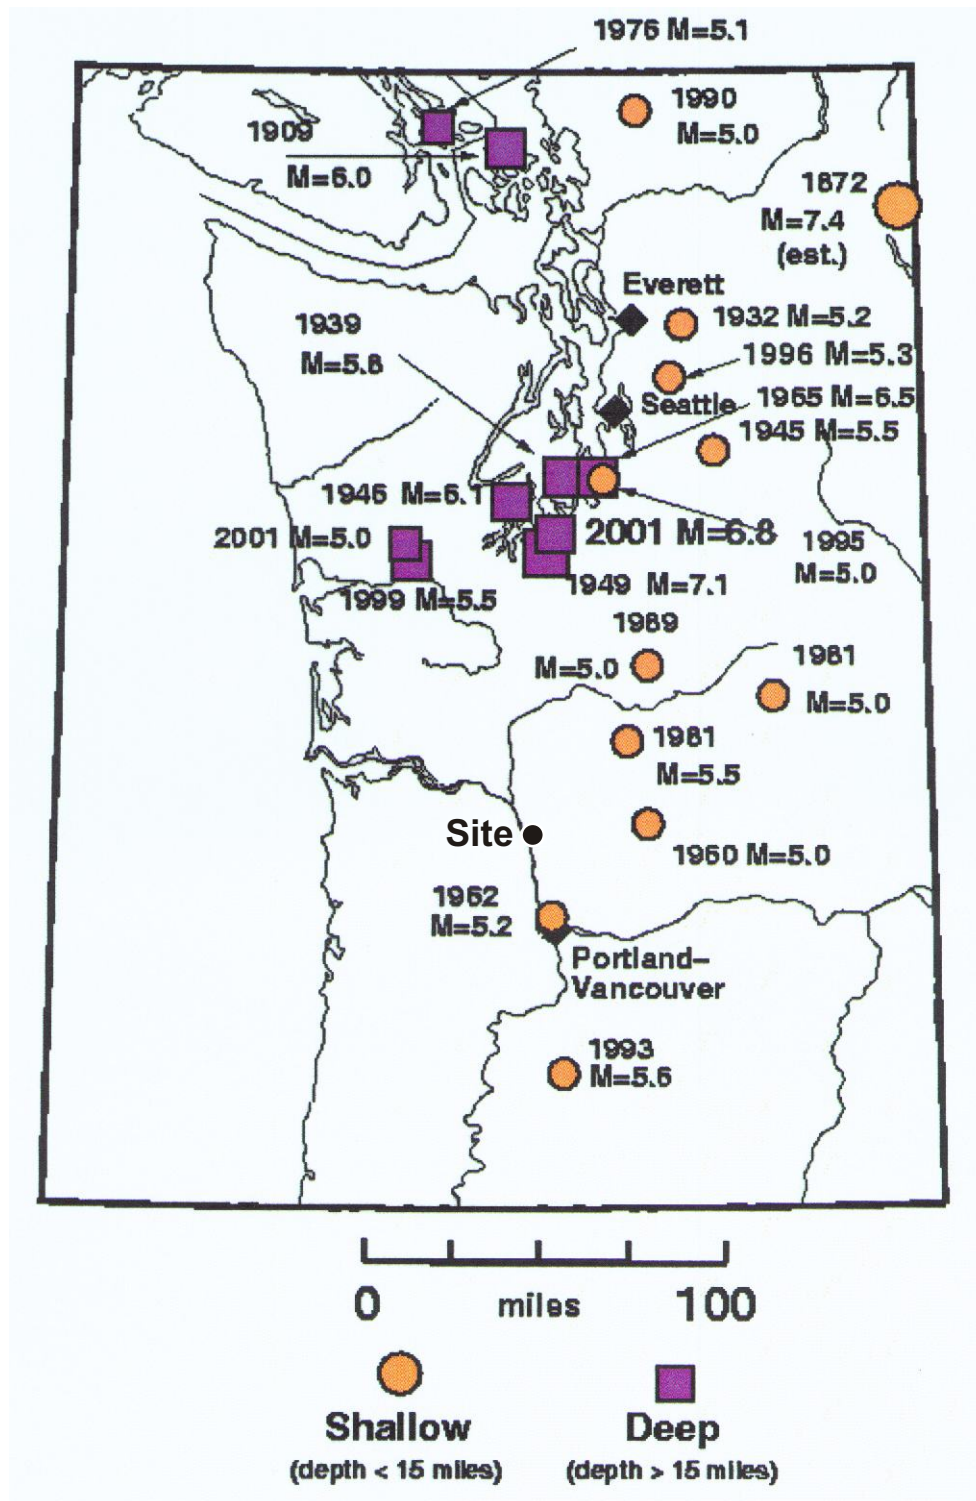 1976 M=5.1
1990
M=5.0
1909
M=6.0
1872
M=7.4
(est.)
Everett
1932 M=5.2
1939
M=5.8
1996 M=5.3
1965 M=6.5
Seattle
1945 M=5.5
1946 M=6.1
2001 M=5.0
2001 M=6.8
1995
M=5.0
1949 M=7.1
1999 M=5.5
1989
M=5.0
1981
M=5.0
1981
M=5.5
Site
1960 M=5.0
1962
M=5.2
Portland–
Vancouver
1993
M=5.6
0 miles 100
Shallow
(depth < 15 miles)
Deep
(depth > 15 miles)